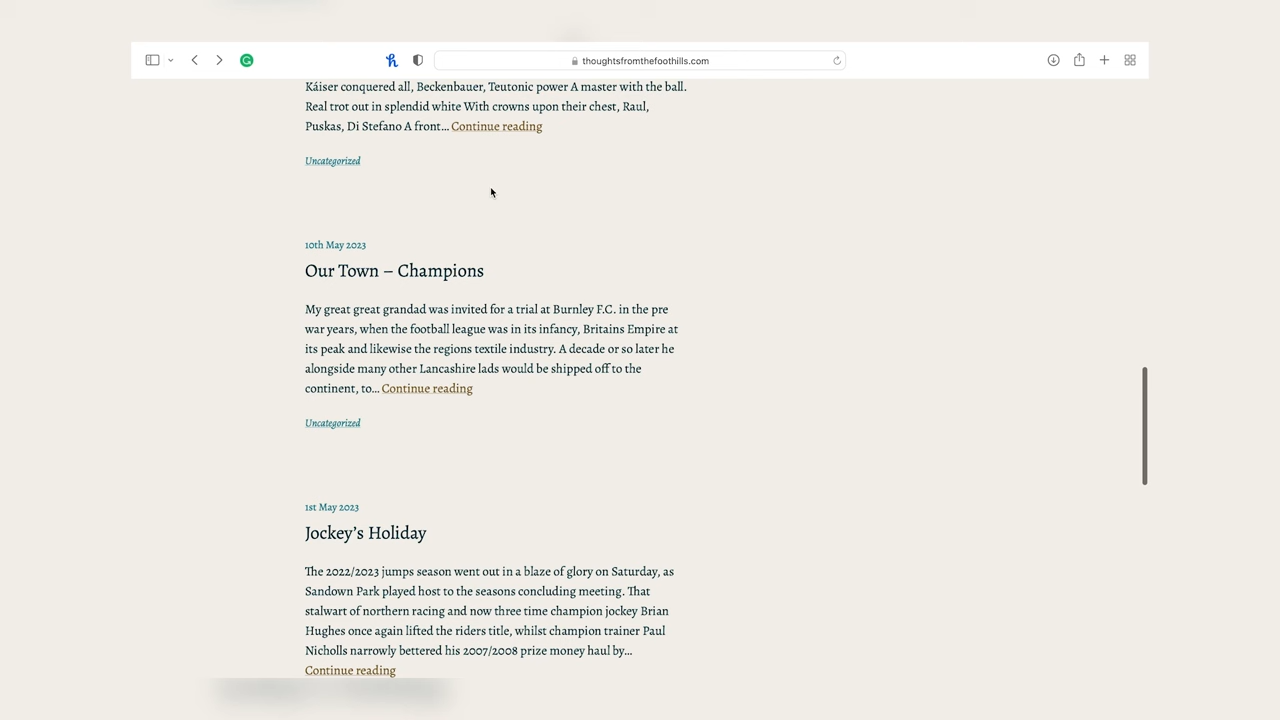 thoughtsfromthefoothills.com
Káiser conquered all, Beckenbauer, Teutonic power A master with the ball.
Real trot out in splendid white With crowns upon their chest, Raul,
Puskas, Di Stefano A front… Continue reading
Uncategorized
10th May 2023
Our Town – Champions
My great great grandad was invited for a trial at Burnley F.C. in the pre
war years, when the football league was in its infancy, Britains Empire at
its peak and likewise the regions textile industry. A decade or so later he
alongside many other Lancashire lads would be shipped off to the
continent, to… Continue reading
Uncategorized
1st May 2023
Jockey’s Holiday
The 2022/2023 jumps season went out in a blaze of glory on Saturday, as
Sandown Park played host to the seasons concluding meeting. That
stalwart of northern racing and now three time champion jockey Brian
Hughes once again lifted the riders title, whilst champion trainer Paul
Nicholls narrowly bettered his 2007/2008 prize money haul by…
Continue reading